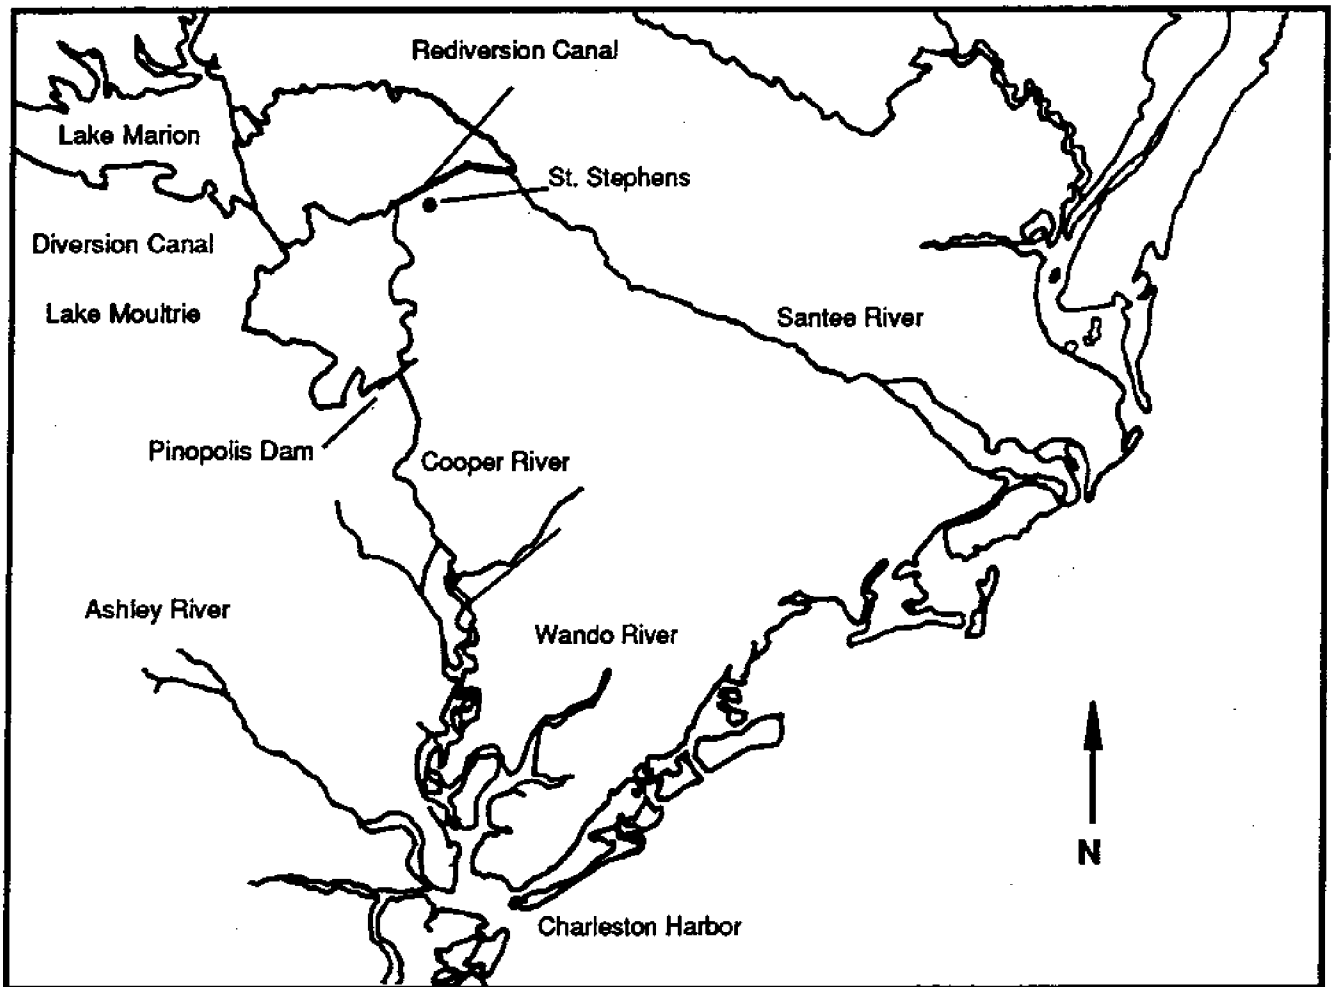 Rediversion Canal
Lake Marion
St. Stephens
Diversion Canal
Lake Moultrie
Santee River
Pinopolis Dam
Cooper River
Ashley River
Wando River
N
Charleston Harbor